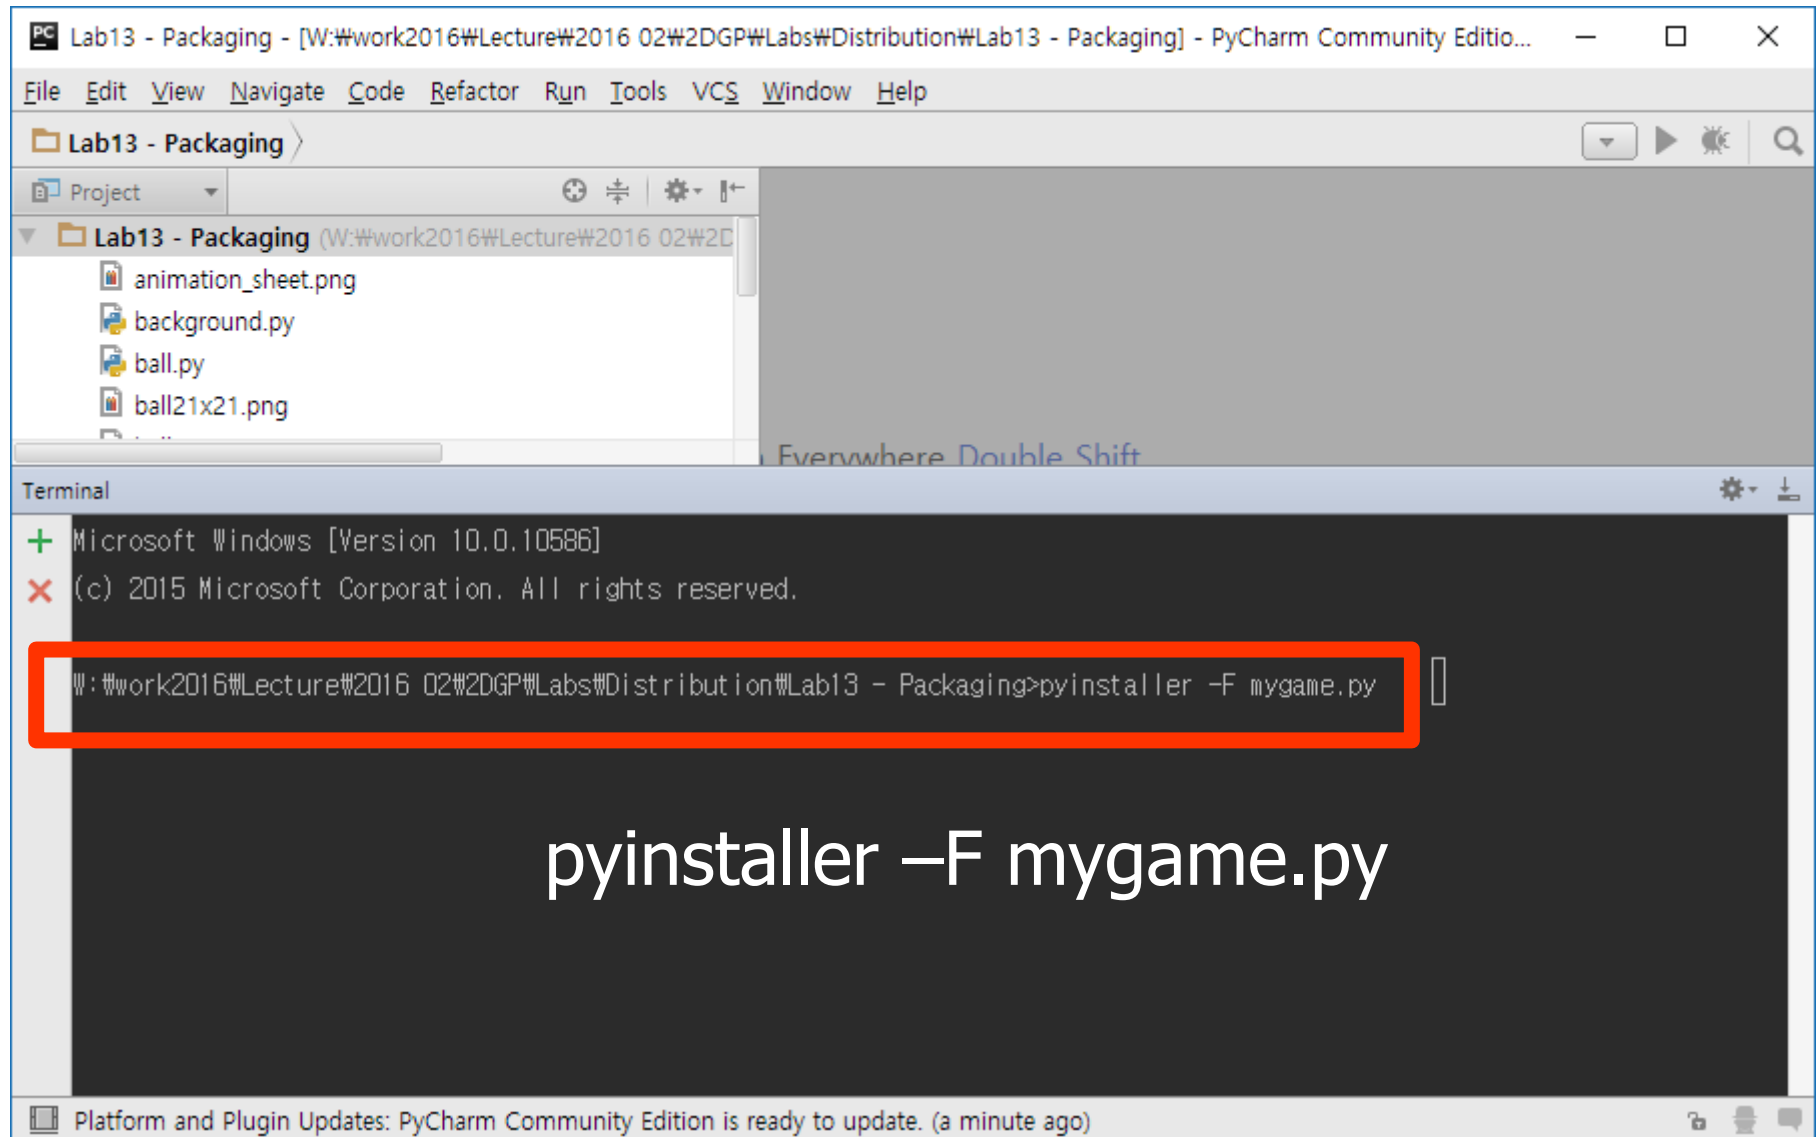 PC Lab13 - Packaging - [W:₩work2016₩Lecture₩2016 02₩2DGP₩Labs₩Distribution₩Lab13 - Packaging] - PyCharm Community Editio...
File Edit View Navigate Code Refactor Run Tools VCS Window Help
Lab13 - Packaging
Project
Lab13 - Packaging (W:₩work2016₩Lecture₩2016 02₩2D
animation_sheet.png
background.py
ball.py
ball21x21.png
Everywhere Double Shift
Terminal
Microsoft Windows [Version 10.0.10586]
(c) 2015 Microsoft Corporation. All rights reserved.
W:₩work2016₩Lecture₩2016 02₩2DGP₩Labs₩Distribution₩Lab13 - Packaging>pyinstaller -F mygame.py
pyinstaller –F mygame.py
Platform and Plugin Updates: PyCharm Community Edition is ready to update. (a minute ago)